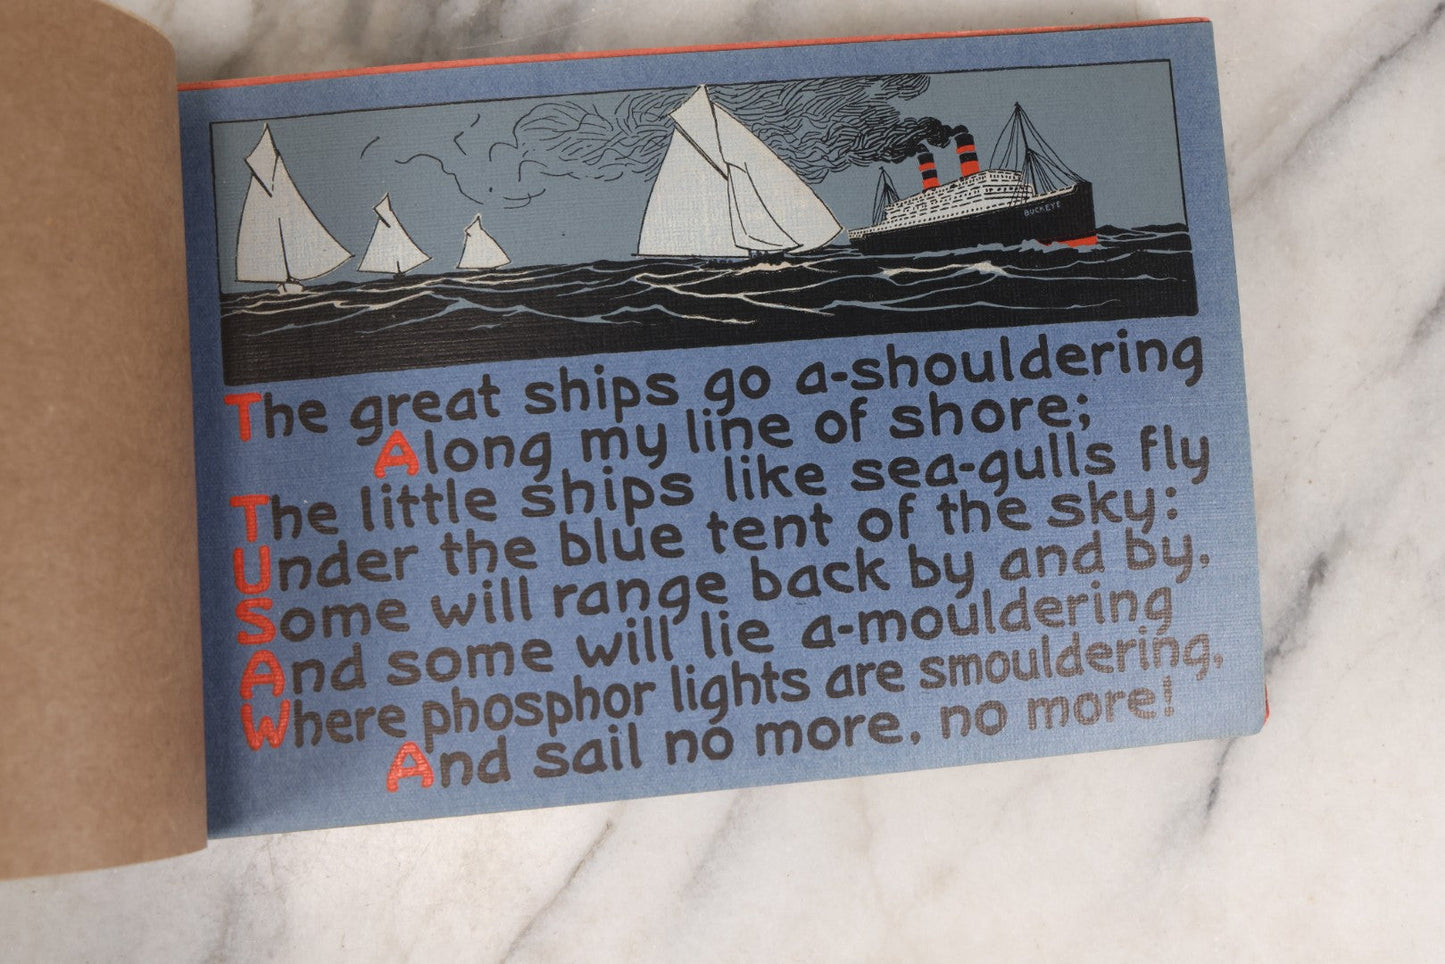 BUCKEYE
The great ships go a-shouldering
Along my line of shore;
The little ships like sea-gulls fly
Under the blue tent of the sky:
Some will range back by and by,
And some will lie a-mouldering
Where phosphor lights are smouldering,
And sail no more, no more!